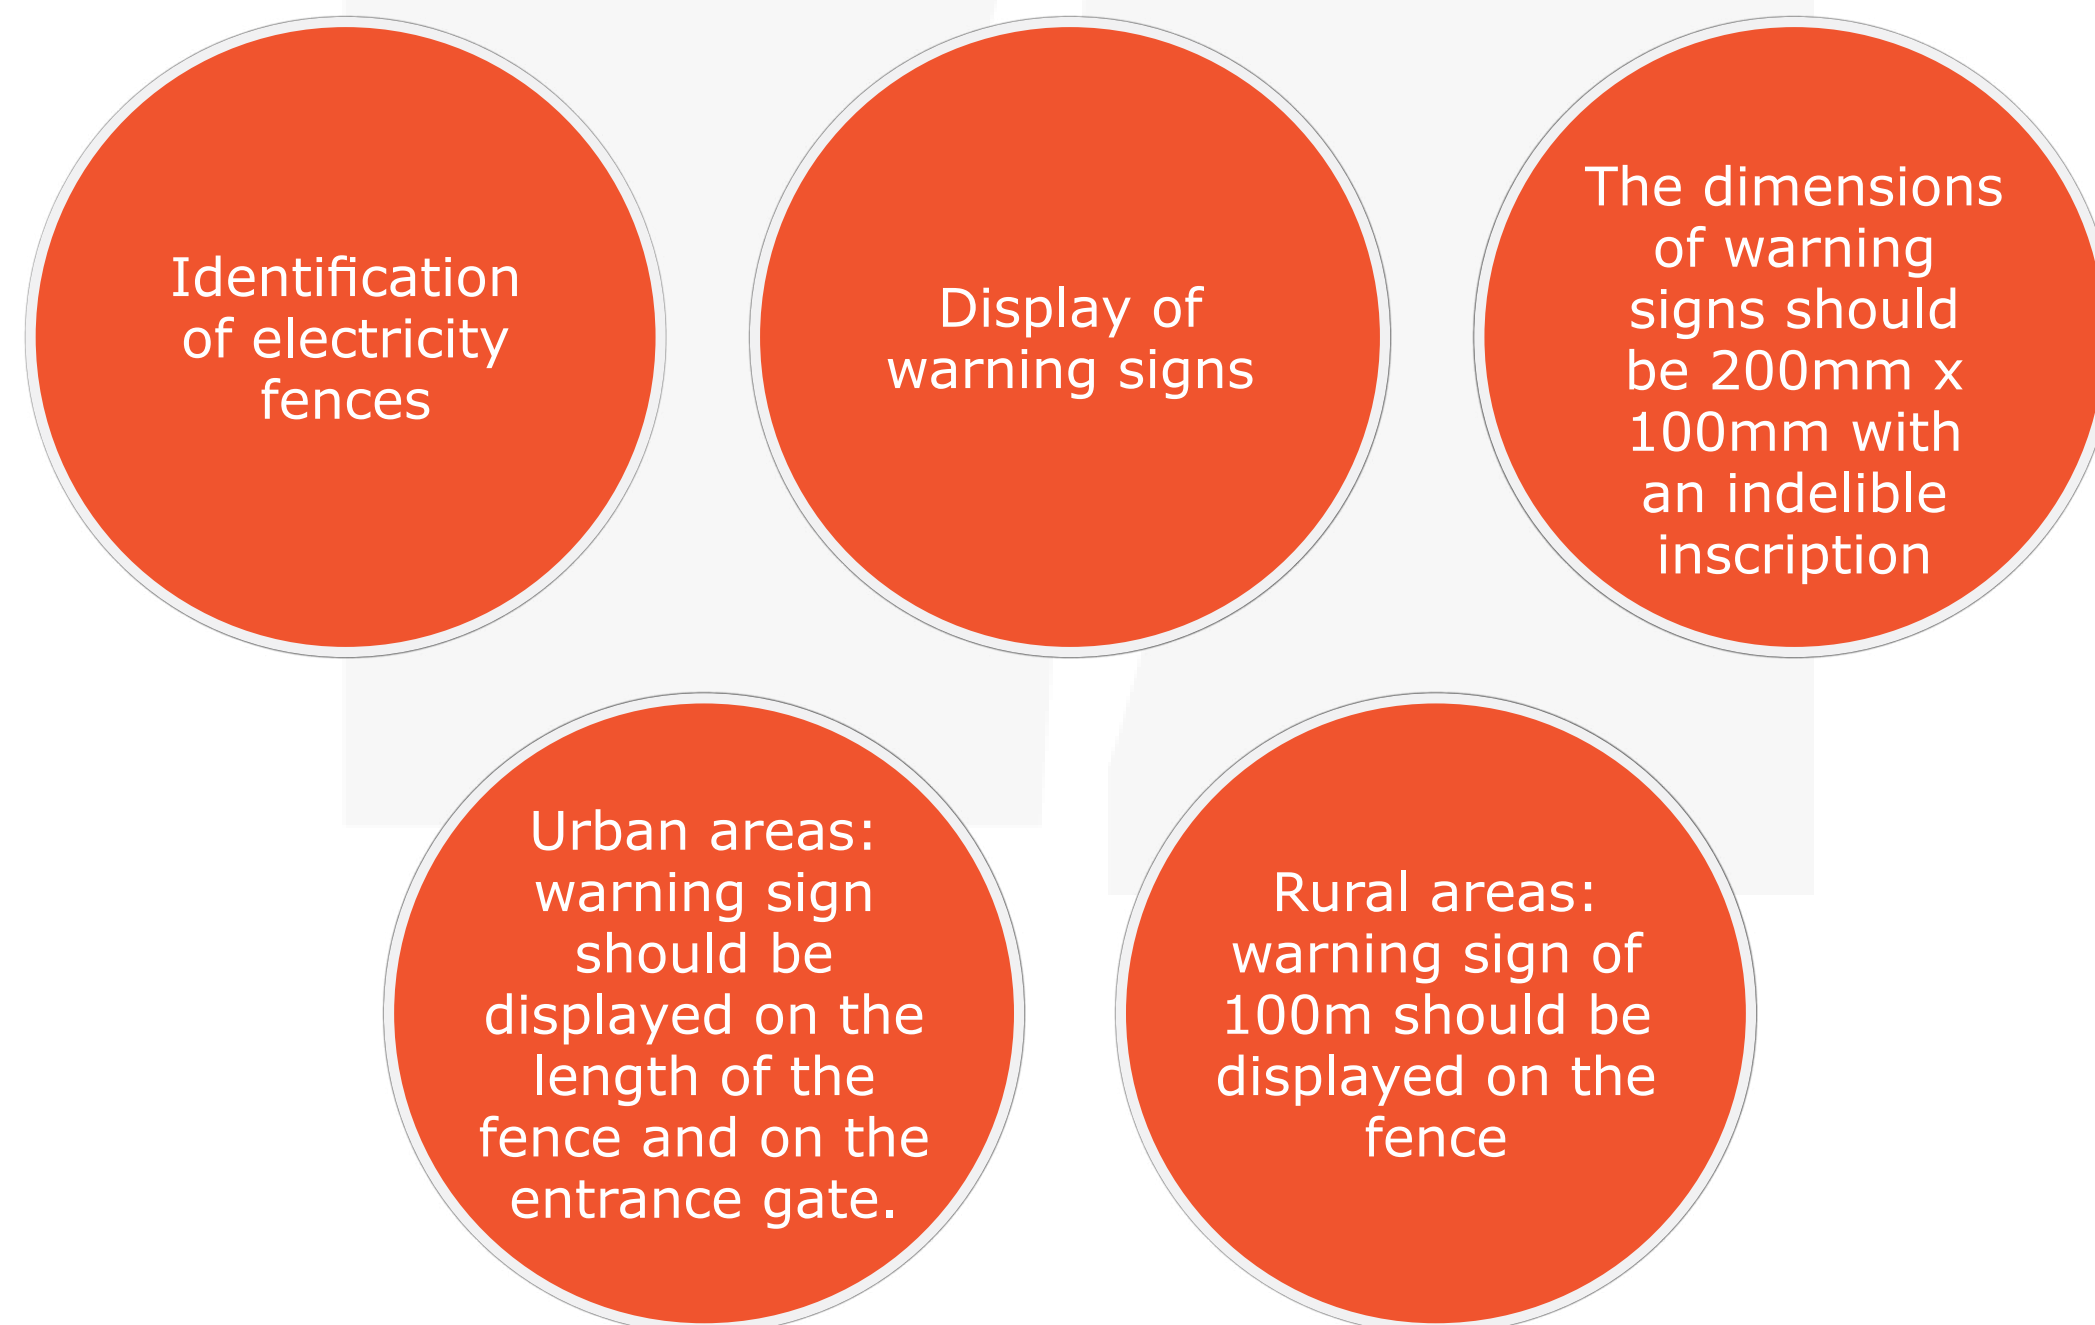 Identification
of electricity
fences
Display of
warning signs
The dimensions
of warning
signs should
be 200mm x
100mm with
an indelible
inscription
Urban areas:
warning sign
should be
displayed on the
length of the
fence and on the
entrance gate.
Rural areas:
warning sign of
100m should be
displayed on the
fence